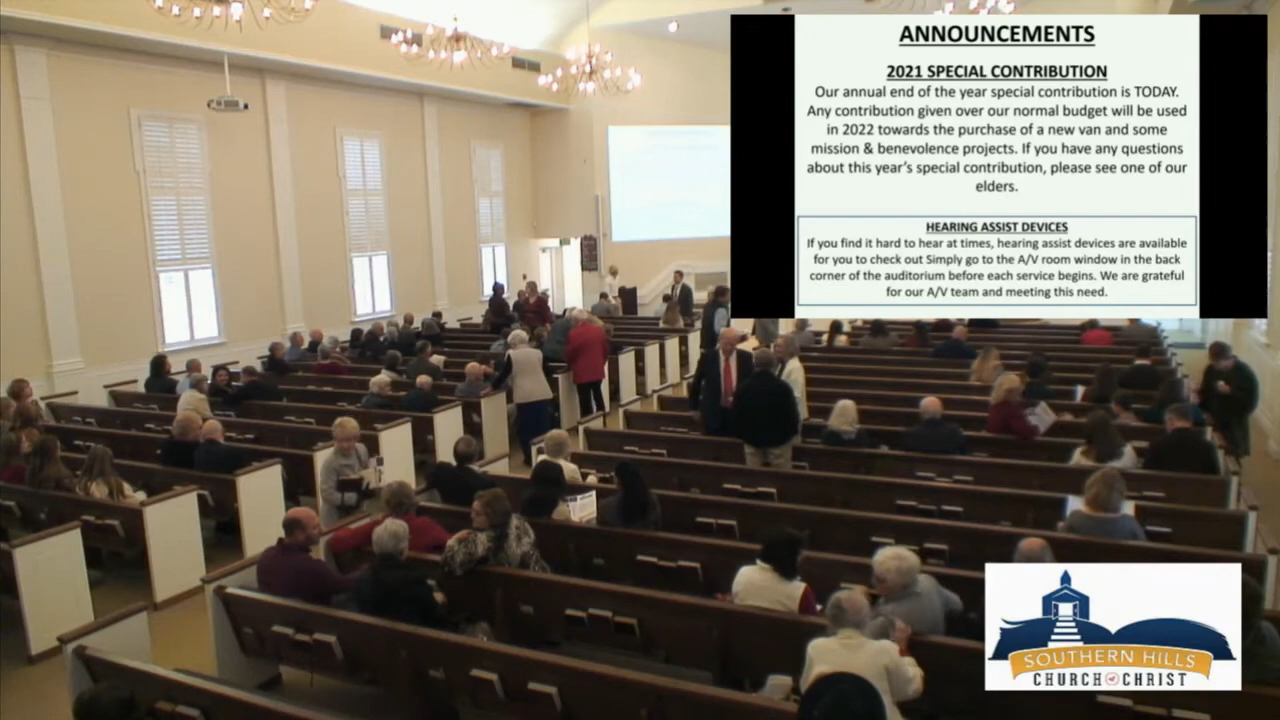 ANNOUNCEMENTS
2021 SPECIAL CONTRIBUTION
Our annual end of the year special contribution is TODAY.
Any contribution given over our normal budget will be used
in 2022 towards the purchase of a new van and some
mission & benevolence projects. If you have any questions
about this year's special contribution, please see one of our
elders.
HEARING ASSIST DEVICES
If you find it hard to hear at times, hearing assist devices are available
for you to check out Simply go to the A/V room window in the back
corner of the auditorium before each service begins. We are grateful
for our A/V team and meeting this need.
SOUTHERN HILLS
CHURCH OF CHRIST